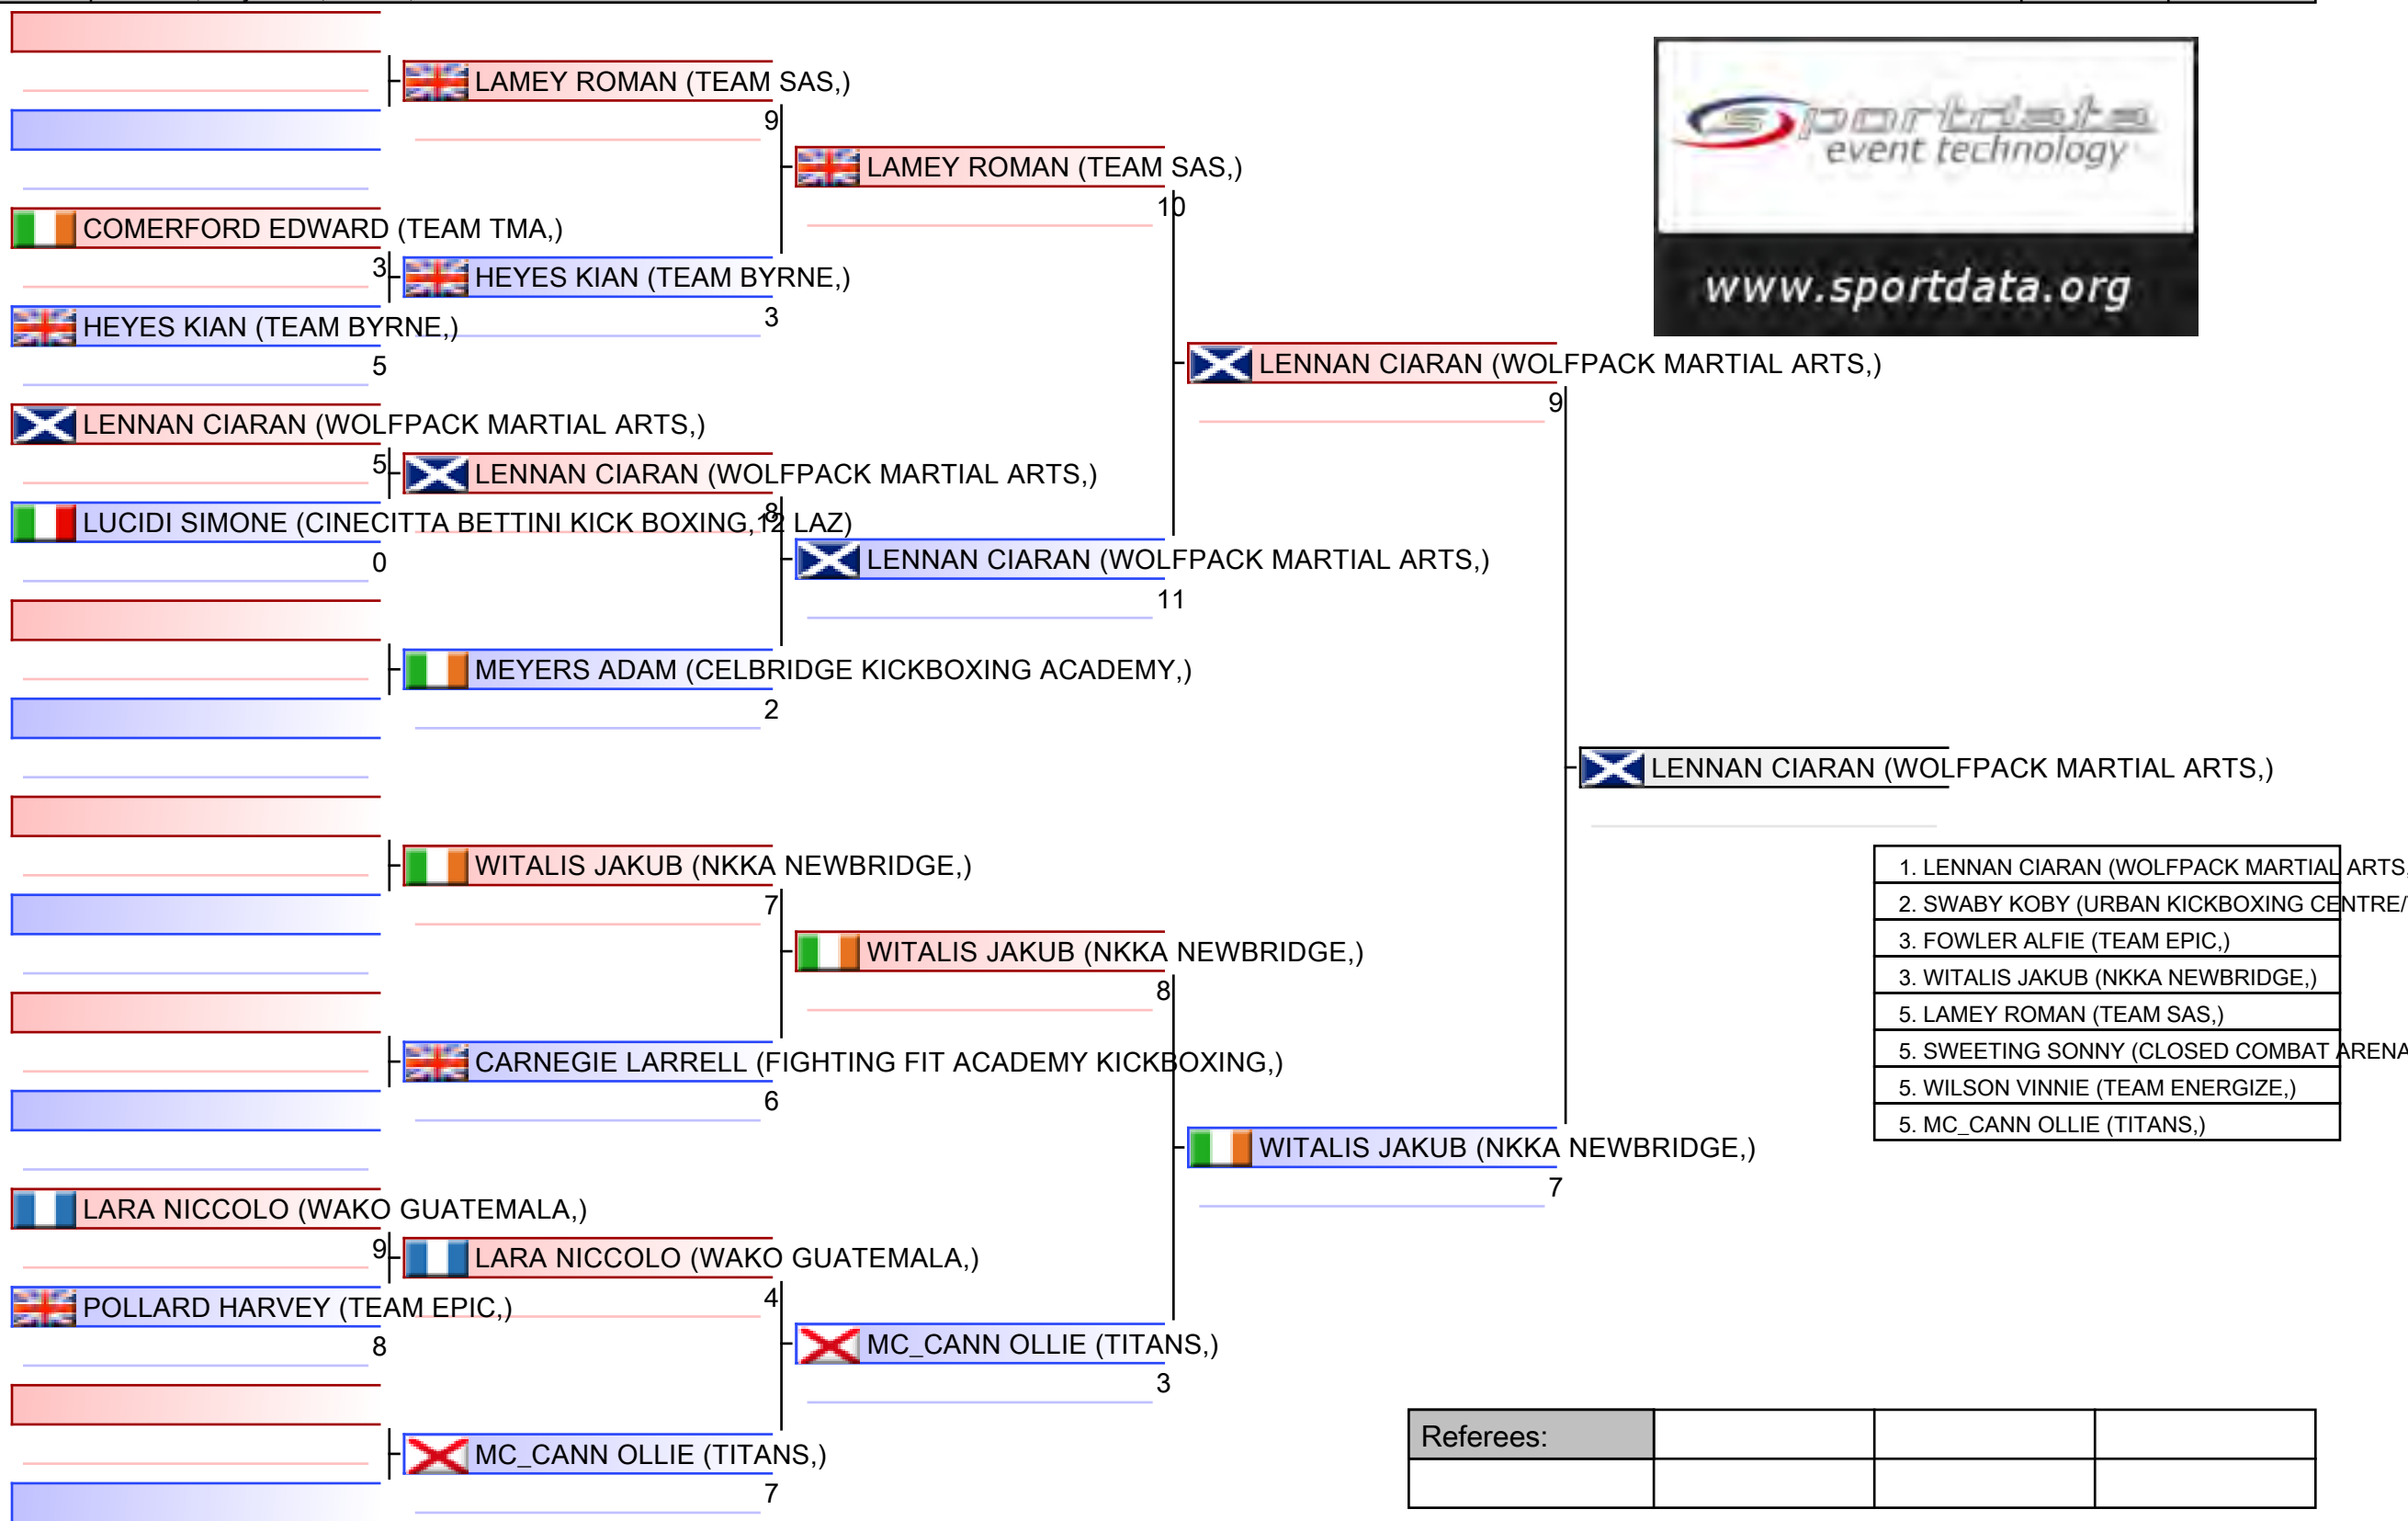 LAMEY ROMAN (TEAM SAS,)
9
sportdata
event technology
www.sportdata.org
LAMEY ROMAN (TEAM SAS,)
10
COMERFORD EDWARD (TEAM TMA,)
3
HEYES KIAN (TEAM BYRNE,)
3
HEYES KIAN (TEAM BYRNE,)
5
LENNAN CIARAN (WOLFPACK MARTIAL ARTS,)
9
LENNAN CIARAN (WOLFPACK MARTIAL ARTS,)
5
LENNAN CIARAN (WOLFPACK MARTIAL ARTS,)
8
LUCIDI SIMONE (CINECITTA BETTINI KICK BOXING,12 LAZ)
0
LENNAN CIARAN (WOLFPACK MARTIAL ARTS,)
11
MEYERS ADAM (CELBRIDGE KICKBOXING ACADEMY,)
2
LENNAN CIARAN (WOLFPACK MARTIAL ARTS,)
WITALIS JAKUB (NKKA NEWBRIDGE,)
7
WITALIS JAKUB (NKKA NEWBRIDGE,)
8
CARNEGIE LARRELL (FIGHTING FIT ACADEMY KICKBOXING,)
6
WITALIS JAKUB (NKKA NEWBRIDGE,)
7
1. LENNAN CIARAN (WOLFPACK MARTIAL ARTS,
2. SWABY KOBY (URBAN KICKBOXING CENTRE/
3. FOWLER ALFIE (TEAM EPIC,)
3. WITALIS JAKUB (NKKA NEWBRIDGE,)
5. LAMEY ROMAN (TEAM SAS,)
5. SWEETING SONNY (CLOSED COMBAT ARENA
5. WILSON VINNIE (TEAM ENERGIZE,)
5. MC_CANN OLLIE (TITANS,)
LARA NICCOLO (WAKO GUATEMALA,)
9
LARA NICCOLO (WAKO GUATEMALA,)
4
POLLARD HARVEY (TEAM EPIC,)
8
MC_CANN OLLIE (TITANS,)
3
MC_CANN OLLIE (TITANS,)
7
Referees: